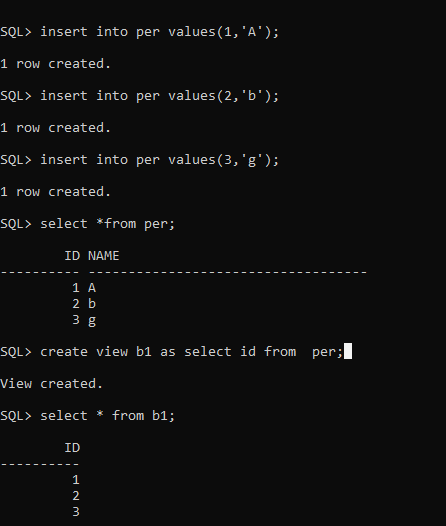 SQL> insert into per values(1,'A');
1 row created.
SQL> insert into per values(2,'b');
1 row created.
SQL> insert into per values(3,'g');
1 row created.
SQL> select *from per;
        ID NAME
---------- -----------------------------------
         1 A
         2 b
         3 g
SQL> create view b1 as select id from  per;
View created.
SQL> select * from b1;
        ID
----------
         1
         2
         3